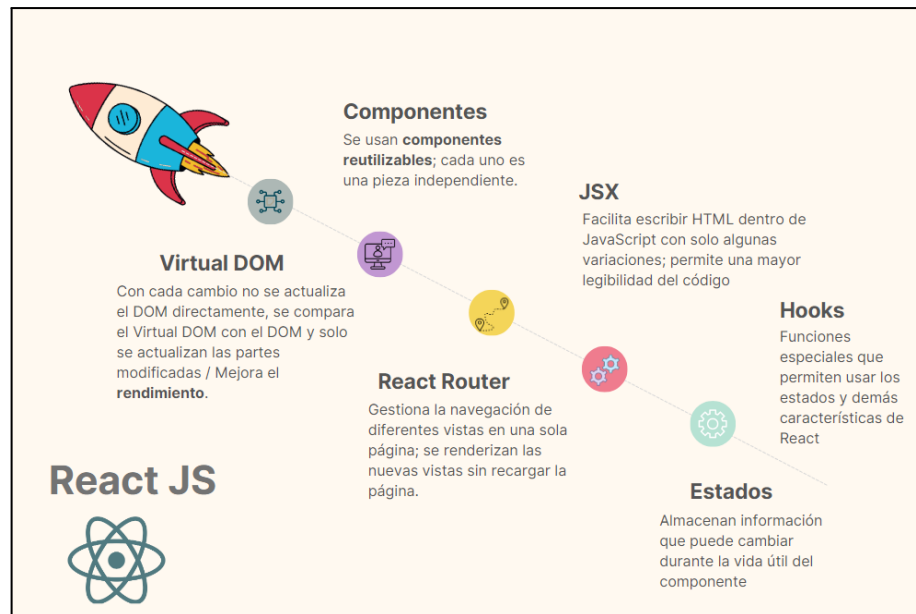 Componentes
Se usan componentes
reutilizables; cada uno es
una pieza independiente.
JSX
Facilita escribir HTML dentro de
JavaScript con solo algunas
variaciones; permite una mayor
legibilidad del código
Virtual DOM
Con cada cambio no se actualiza
el DOM directamente, se compara
el Virtual DOM con el DOM y solo
se actualizan las partes
modificadas / Mejora el
rendimiento.
Hooks
Funciones
especiales que
permiten usar los
estados y demás
características de
React
React Router
Gestiona la navegación de
diferentes vistas en una sola
página; se renderizan las
nuevas vistas sin recargar la
página.
React JS
Estados
Almacenan información
que puede cambiar
durante la vida útil del
componente